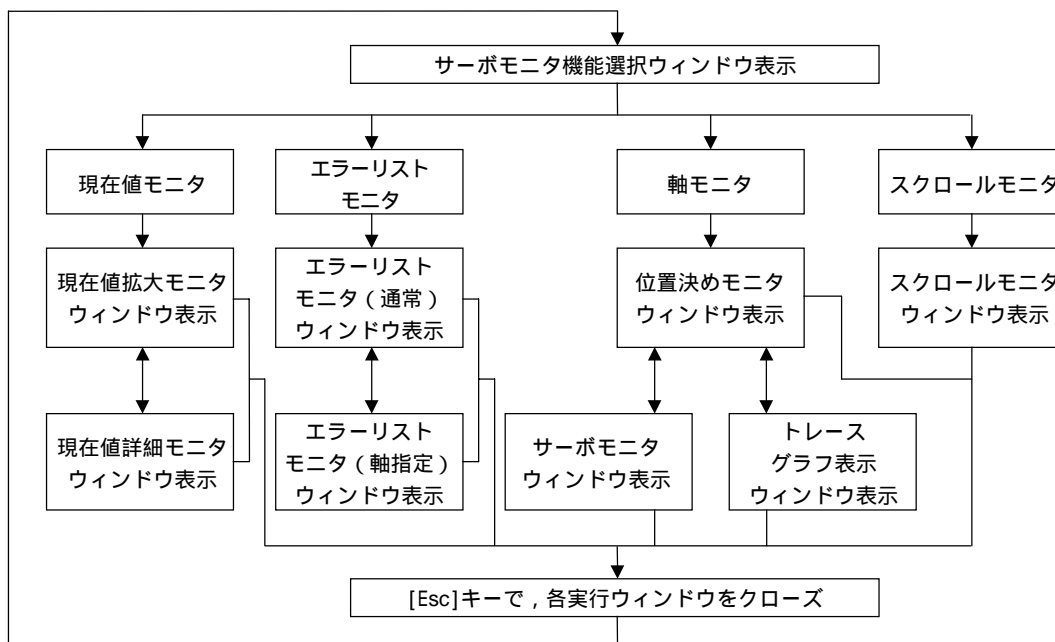 サーボモニタ機能選択ウィンドウ表示
現在値モニタ
エラーリスト
モニタ
軸モニタ
スクロールモニタ
現在値拡大モニタ
ウィンドウ表示
エラーリスト
モニタ(通常)
ウィンドウ表示
位置決めモニタ
ウィンドウ表示
スクロールモニタ
ウィンドウ表示
現在値詳細モニタ
ウィンドウ表示
エラーリスト
モニタ(軸指定)
ウィンドウ表示
サーボモニタ
ウィンドウ表示
トレース
グラフ表示
ウィンドウ表示
[Esc]キーで，各実行ウィンドウをクローズ